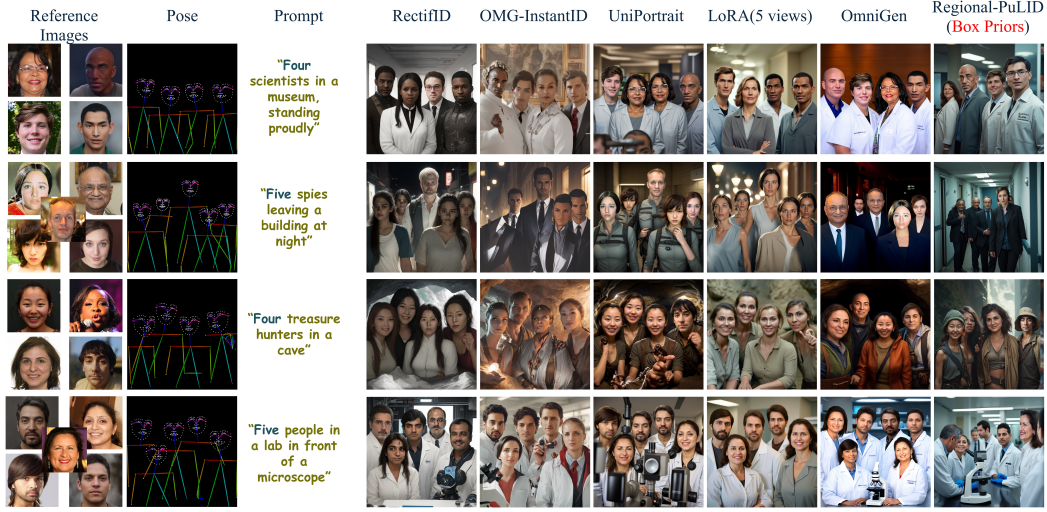 Reference
Images
Pose
Prompt
RectifID
OMG-InstantID
UniPortrait
LoRA(5 views)
OmniGen
Regional-PuLID
(Box Priors)
“Four
scientists in a
museum,
standing
proudly”
“Five spies
leaving a
building at
night”
“Four treasure
hunters in a
cave”
“Five people in
a lab in front
of a
microscope”